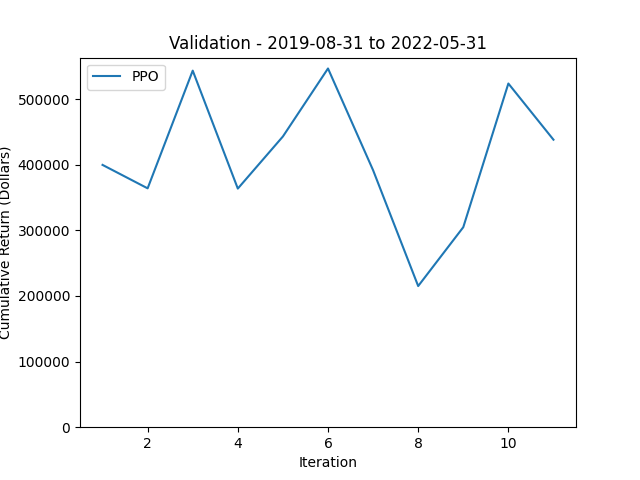 Validation - 2019-08-31 to 2022-05-31
PPO
Cumulative Return (Dollars)
500000
400000
300000
200000
100000
0
2 4 6 8 10
Iteration